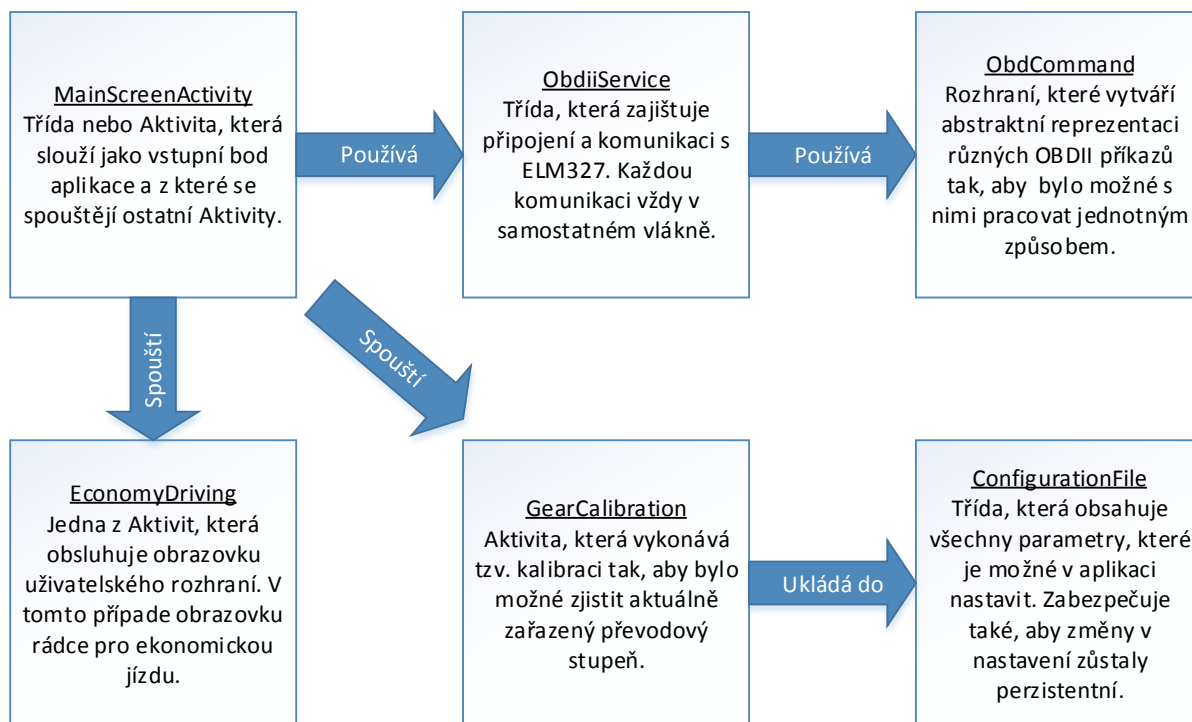 MainScreenActivity
Třída nebo Aktivita, která
slouží jako vstupní bod
aplikace a z které se
spouštějí ostatní Aktivity.
Používá
ObdiiService
Třída, která zajištuje
připojení a komunikaci s
ELM327. Každou
komunikaci vždy v
samostatném vlákně.
Používá
ObdCommand
Rozhraní, které vytváří
abstraktní reprezentaci
různých OBDII příkazů
tak, aby bylo možné s
nimi pracovat jednotným
způsobem.
Spouští
Spouští
EconomyDriving
Jedna z Aktivit, která
obsluhuje obrazovku
uživatelského rozhraní. V
tomto případe obrazovku
rádce pro ekonomickou
jízdu.
GearCalibration
Aktivita, která vykonává
tzv. kalibraci tak, aby bylo
možné zjistit aktuálně
zařazený převodový
stupeň.
Ukládá do
ConfigurationFile
Třída, která obsahuje
všechny parametry, které
je možné v aplikaci
nastavit. Zabezpečuje
také, aby změny v
nastavení zůstaly
perzistentní.